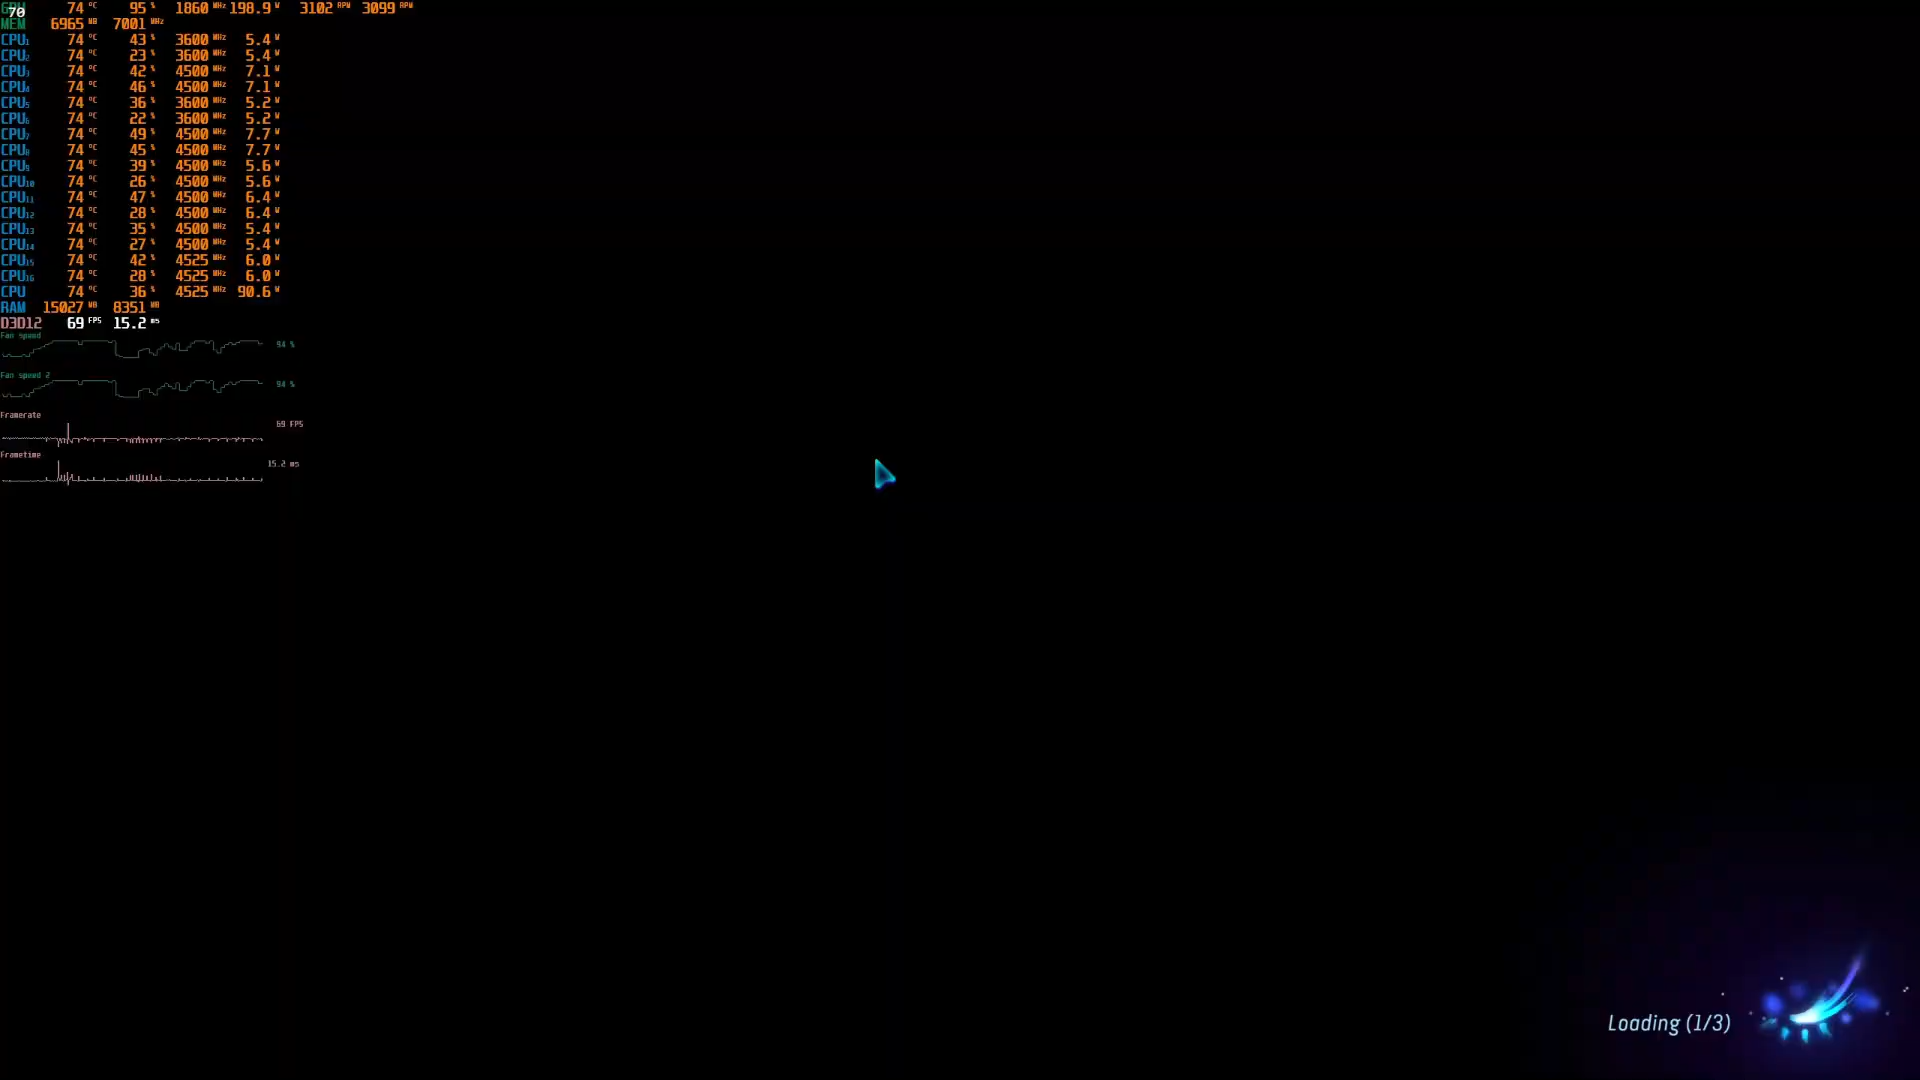 70
GPU 74 °C 95 % 1860 MHz 198.9 W 3102 RPM 3099 RPM
MEM 6965 MB 7001 MHz
CPU1 74 °C 43 % 3600 MHz 5.4 W
CPU2 74 °C 23 % 3600 MHz 5.4 W
CPU3 74 °C 42 % 4500 MHz 7.1 W
CPU4 74 °C 46 % 4500 MHz 7.1 W
CPU5 74 °C 36 % 3600 MHz 5.2 W
CPU6 74 °C 22 % 3600 MHz 5.2 W
CPU7 74 °C 49 % 4500 MHz 7.7 W
CPU8 74 °C 45 % 4500 MHz 7.7 W
CPU9 74 °C 39 % 4500 MHz 5.6 W
CPU10 74 °C 26 % 4500 MHz 5.6 W
CPU11 74 °C 47 % 4500 MHz 6.4 W
CPU12 74 °C 28 % 4500 MHz 6.4 W
CPU13 74 °C 35 % 4500 MHz 5.4 W
CPU14 74 °C 27 % 4500 MHz 5.4 W
CPU15 74 °C 42 % 4525 MHz 6.0 W
CPU16 74 °C 28 % 4525 MHz 6.0 W
CPU 74 °C 36 % 4525 MHz 90.6 W
RAM 15027 MB 8351 MB
D3D12 69 FPS 15.2 ms
Fan speed 94 %
Fan speed 2 94 %
Framerate 69 FPS
Frametime 15.2 ms
Loading (1/3)